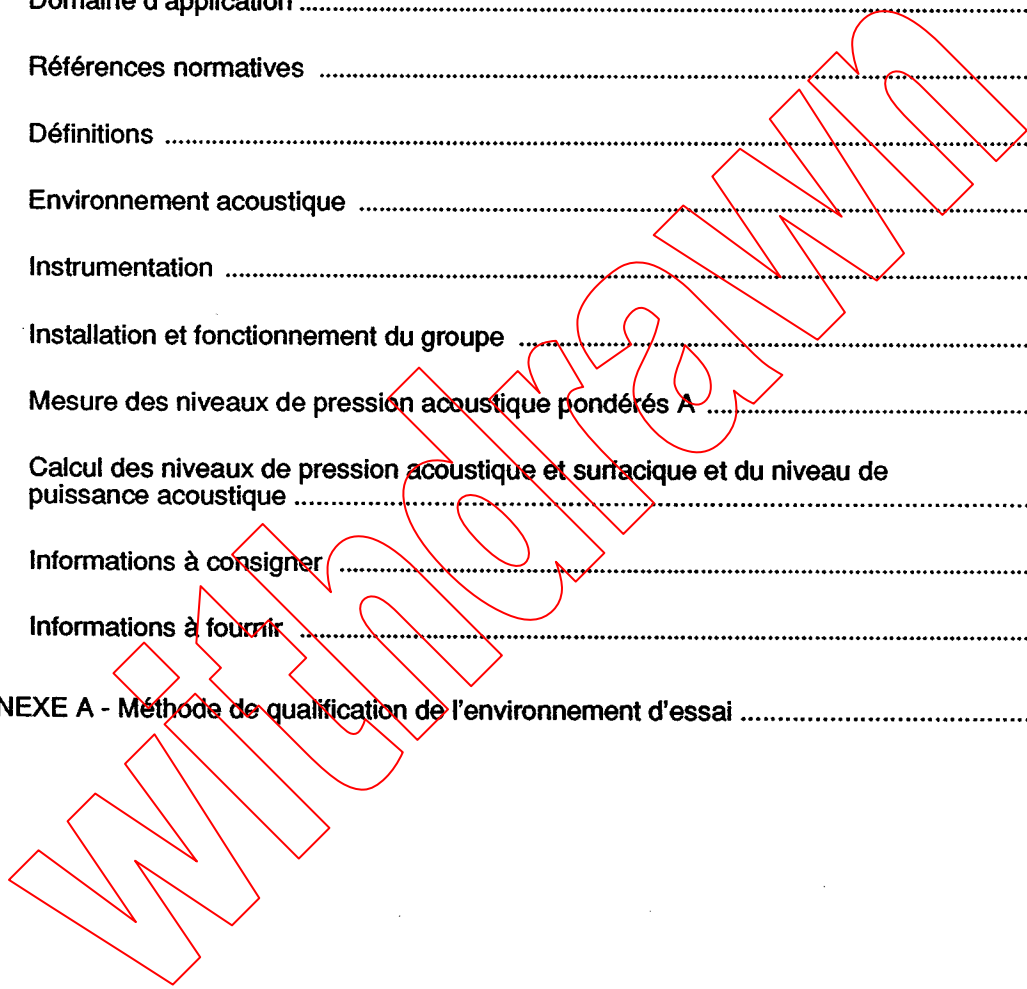 Domaine d'application
Références normatives
Définitions
Environnement acoustique
Instrumentation
Installation et fonctionnement du groupe
Mesure des niveaux de pression acoustique pondérés A
Calcul des niveaux de pression acoustique et surfacique et du niveau de
puissance acoustique
Informations à consigner
Informations à fournir
NEXE A - Méthode de qualification de l'environnement d'essai
withdrawn